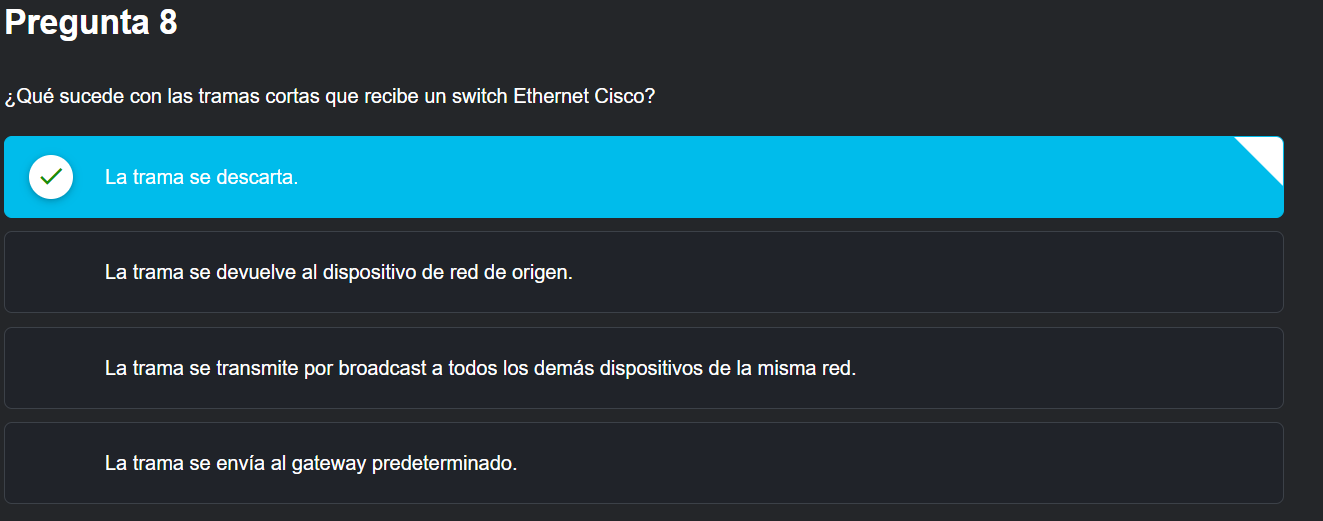 Pregunta 8
¿Qué sucede con las tramas cortas que recibe un switch Ethernet Cisco?
La trama se descarta.
La trama se devuelve al dispositivo de red de origen.
La trama se transmite por broadcast a todos los demás dispositivos de la misma red.
La trama se envía al gateway predeterminado.